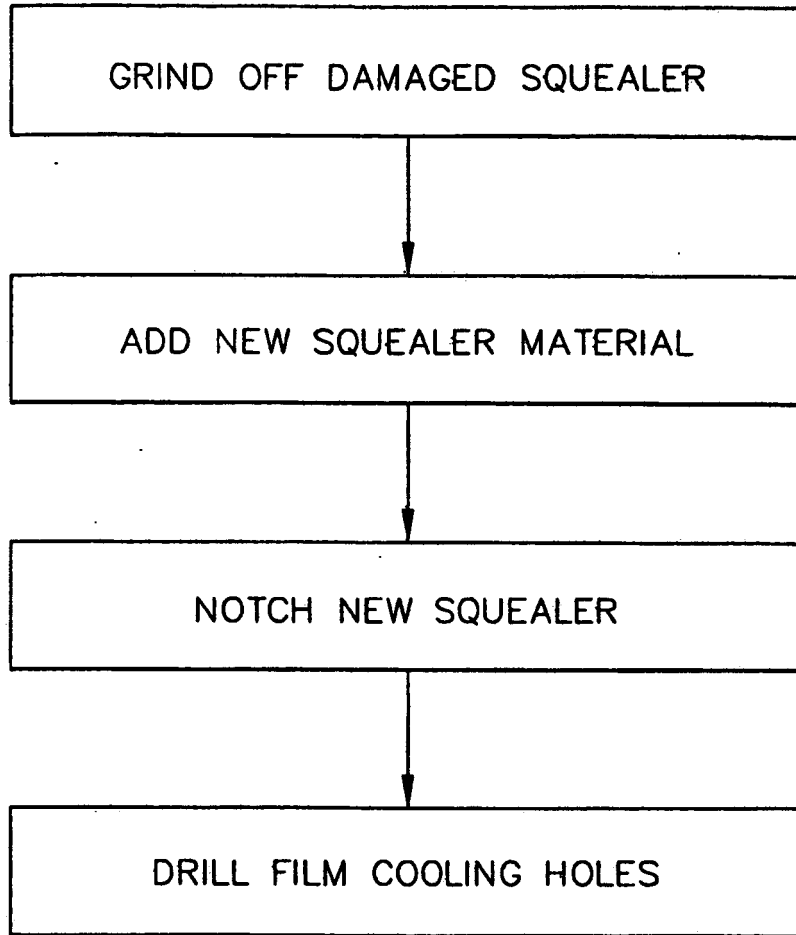 GRIND OFF DAMAGED SQUEALER
ADD NEW SQUEALER MATERIAL
NOTCH NEW SQUEALER
DRILL FILM COOLING HOLES